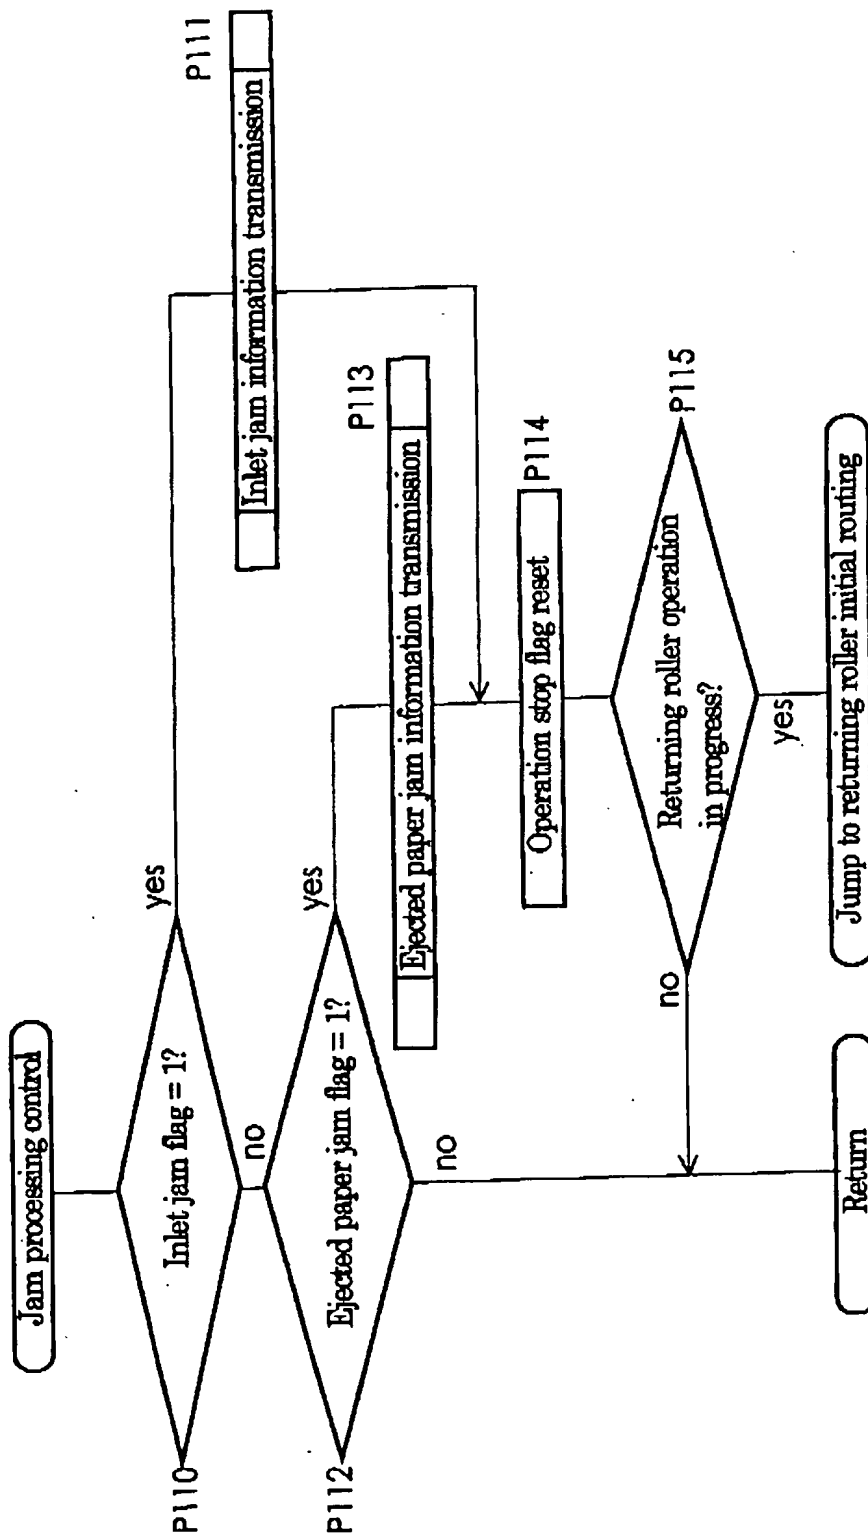 Jam processing control
P110
Inlet jam flag = 1?
yes
no
P111
Inlet jam information transmission
P112
Ejected paper jam flag = 1?
yes
no
P113
Ejected paper jam information transmission
Operation stop flag reset
P114
Returning roller operation
in progress?
P115
no
yes
Return
Jump to returning roller initial routing